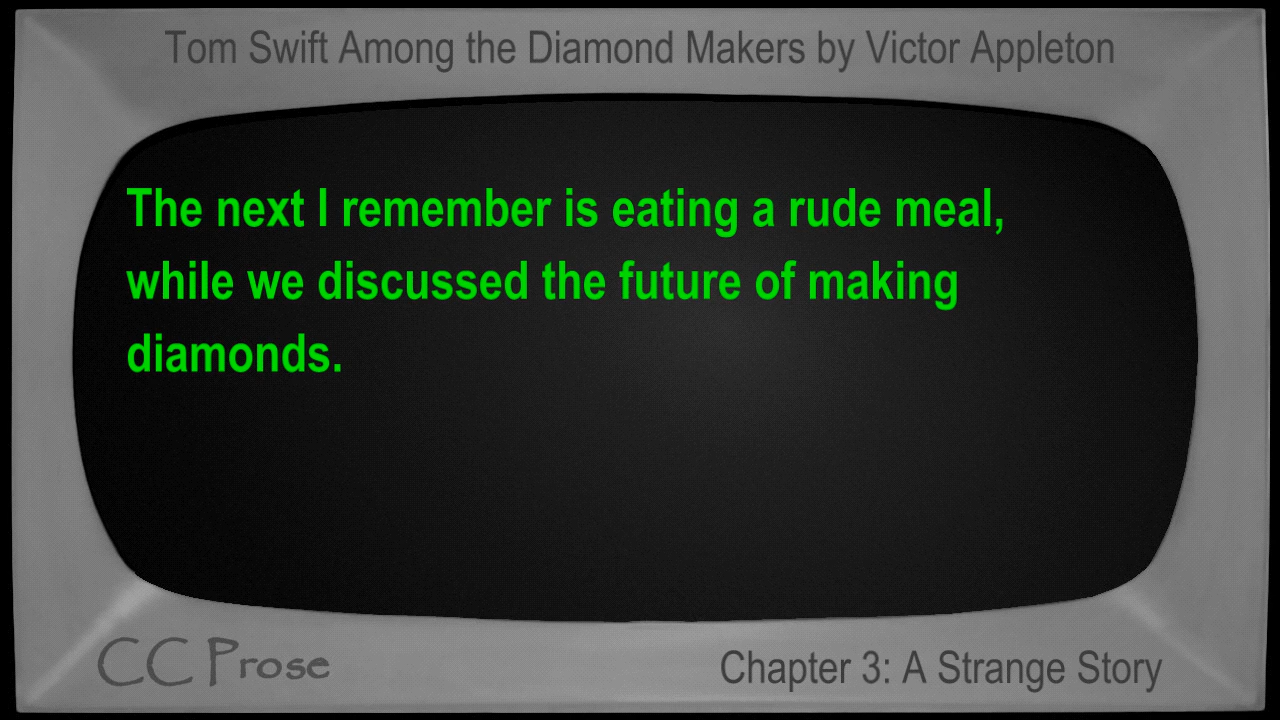 Tom Swift Among the Diamond Makers by Victor Appleton
The next I remember is eating a rude meal,
while we discussed the future of making
diamonds.
CC Prose
Chapter 3: A Strange Story